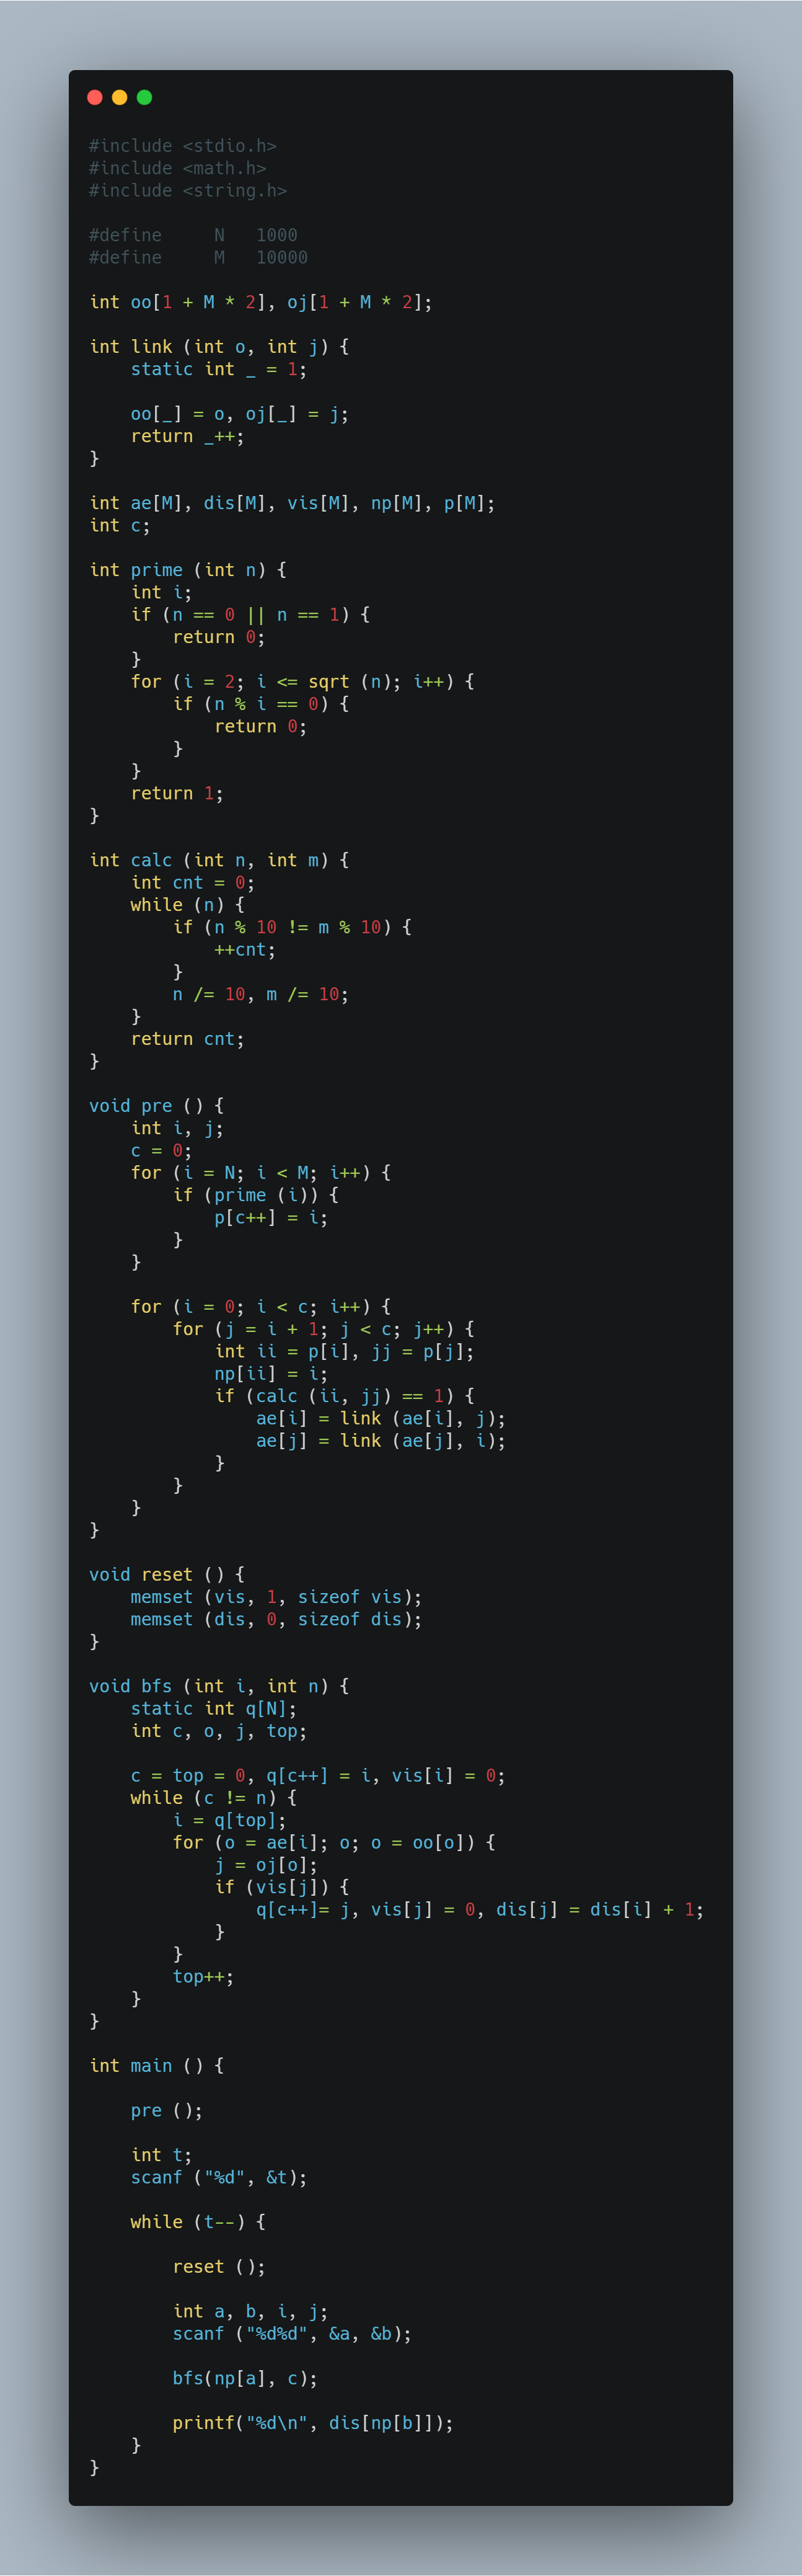 #include <stdio.h>
#include <math.h>
#include <string.h>

#define     N   1000
#define     M   10000

int oo[1 + M * 2], oj[1 + M * 2];

int link (int o, int j) {
    static int _ = 1;

    oo[_] = o, oj[_] = j;
    return _++;
}

int ae[M], dis[M], vis[M], np[M], p[M];
int c;

int prime (int n) {
    int i;
    if (n == 0 || n == 1) {
        return 0;
    }
    for (i = 2; i <= sqrt (n); i++) {
        if (n % i == 0) {
            return 0;
        }
    }
    return 1;
}

int calc (int n, int m) {
    int cnt = 0;
    while (n) {
        if (n % 10 != m % 10) {
            ++cnt;
        }
        n /= 10, m /= 10;
    }
    return cnt;
}

void pre () {
    int i, j;
    c = 0;
    for (i = N; i < M; i++) {
        if (prime (i)) {
            p[c++] = i;
        }
    }

    for (i = 0; i < c; i++) {
        for (j = i + 1; j < c; j++) {
            int ii = p[i], jj = p[j];
            np[ii] = i;
            if (calc (ii, jj) == 1) {
                ae[i] = link (ae[i], j);
                ae[j] = link (ae[j], i);
            }
        }
    }
}

void reset () {
    memset (vis, 1, sizeof vis);
    memset (dis, 0, sizeof dis);
}

void bfs (int i, int n) {
    static int q[N];
    int c, o, j, top;

    c = top = 0, q[c++] = i, vis[i] = 0;
    while (c != n) {
        i = q[top];
        for (o = ae[i]; o; o = oo[o]) {
            j = oj[o];
            if (vis[j]) {
                q[c++]= j, vis[j] = 0, dis[j] = dis[i] + 1;
            }
        }
        top++;
    }
}

int main () {

    pre ();

    int t;
    scanf ("%d", &t);

    while (t--) {

        reset ();

        int a, b, i, j;
        scanf ("%d%d", &a, &b);

        bfs(np[a], c);

        printf("%d\n", dis[np[b]]);
    }
}